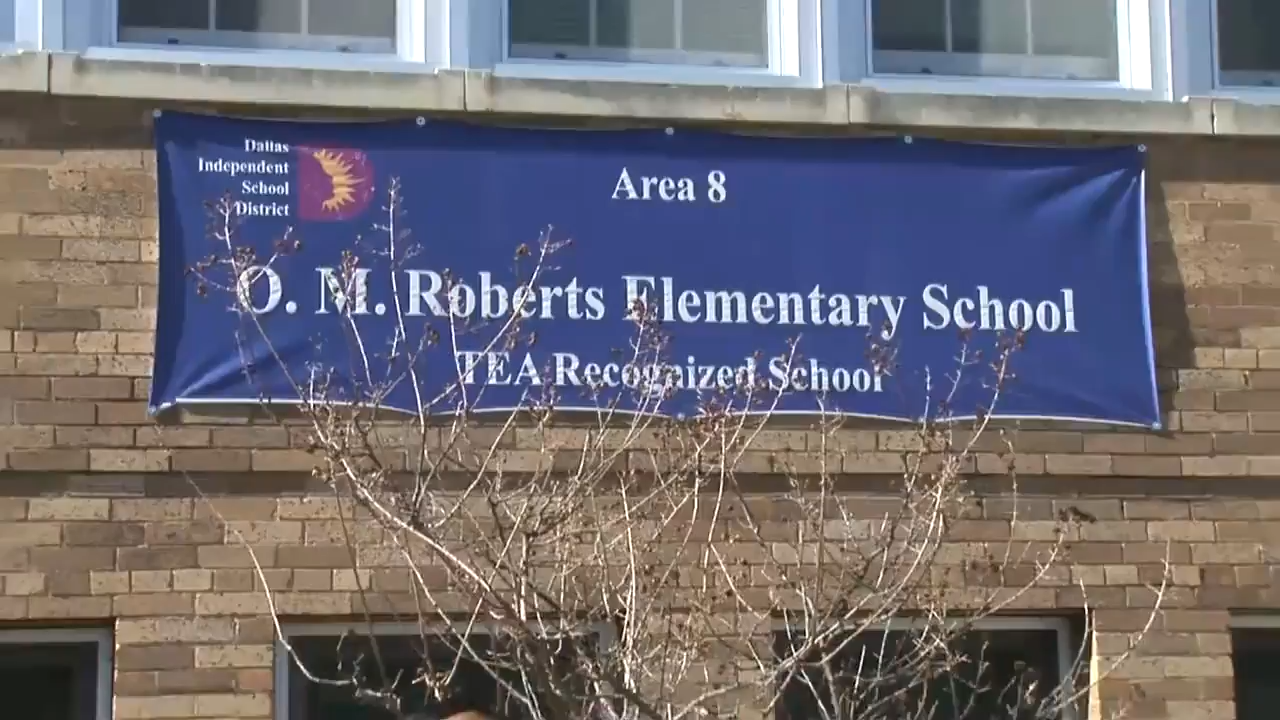 Dallas
Independent
School
District
Area 8
O. M. Roberts Elementary School
TEA Recognized School